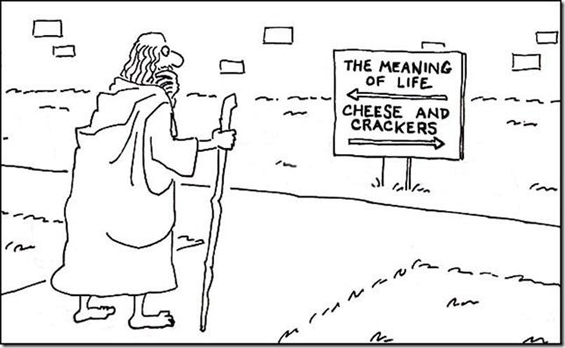 THE MEANING
OF LIFE
CHEESE AND
CRACKERS